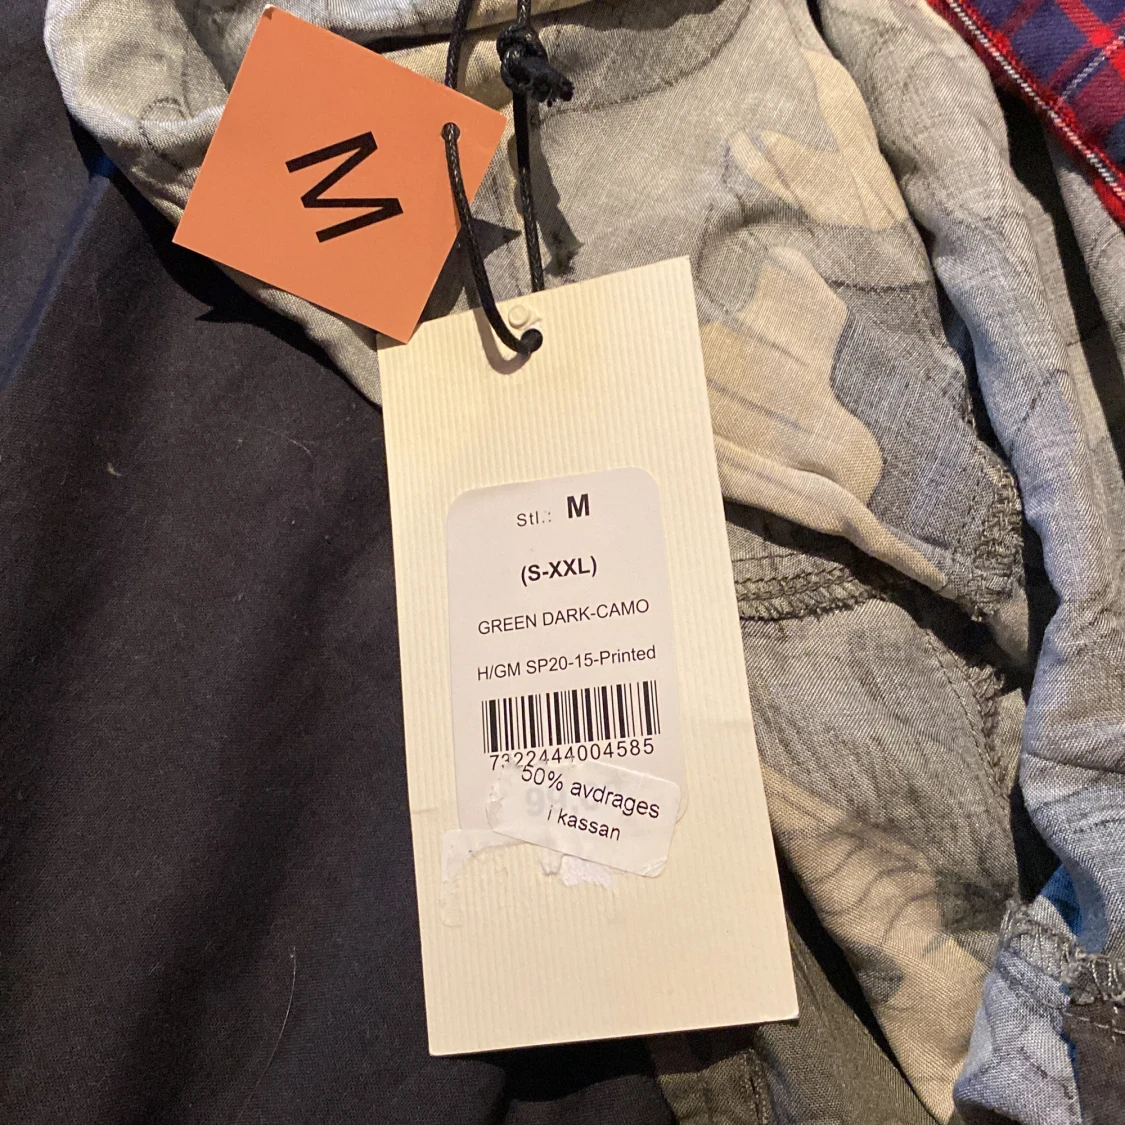 M
Stl.: M
(S-XXL)
GREEN DARK-CAMO
H/GM SP20-15-Printed
7322444004585
50% avdrages
i kassan